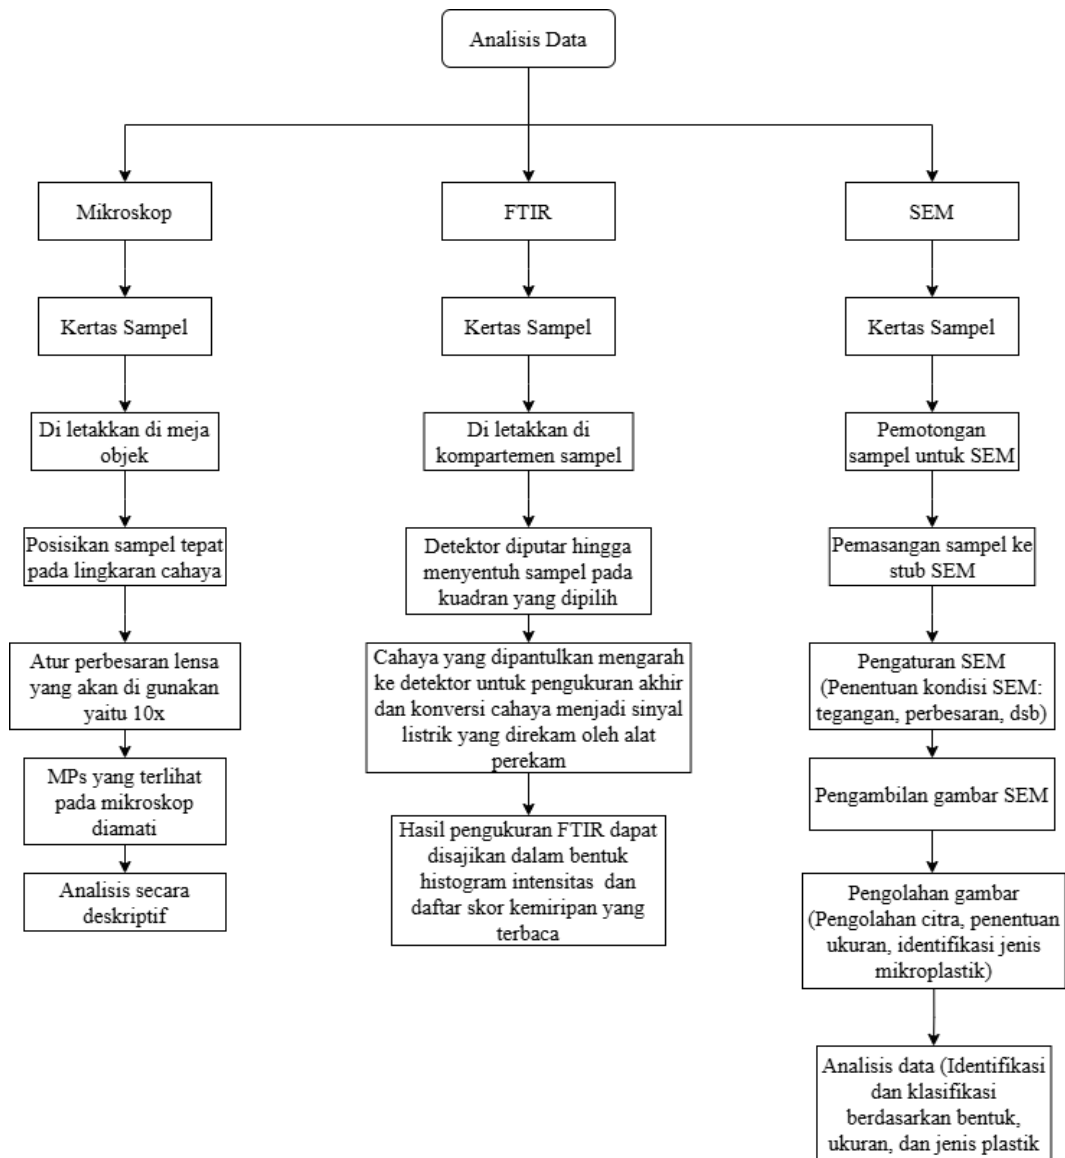 Analisis Data
Mikroskop
Kertas Sampel
Di letakkan di meja
objek
Posisikan sampel tepat
pada lingkaran cahaya
Atur perbesaran lensa
yang akan di gunakan
yaitu 10x
MPs yang terlihat
pada mikroskop
diamati
Analisis secara
deskriptif
FTIR
Kertas Sampel
Di letakkan di
kompartemen sampel
Detektor diputar hingga
menyentuh sampel pada
kuadran yang dipilih
Cahaya yang dipantulkan mengarah
ke detektor untuk pengukuran akhir
dan konversi cahaya menjadi sinyal
listrik yang direkam oleh alat
perekam
Hasil pengukuran FTIR dapat
disajikan dalam bentuk
histogram intensitas dan
daftar skor kemiripan yang
terbaca
SEM
Kertas Sampel
Pemotongan
sampel untuk SEM
Pemasangan sampel ke
stub SEM
Pengaturan SEM
(Penentuan kondisi SEM:
tegangan, perbesaran, dsb)
Pengambilan gambar SEM
Pengolahan gambar
(Pengolahan citra, penentuan
ukuran, identifikasi jenis
mikroplastik)
Analisis data (Identifikasi
dan klasifikasi
berdasarkan bentuk,
ukuran, dan jenis plastik